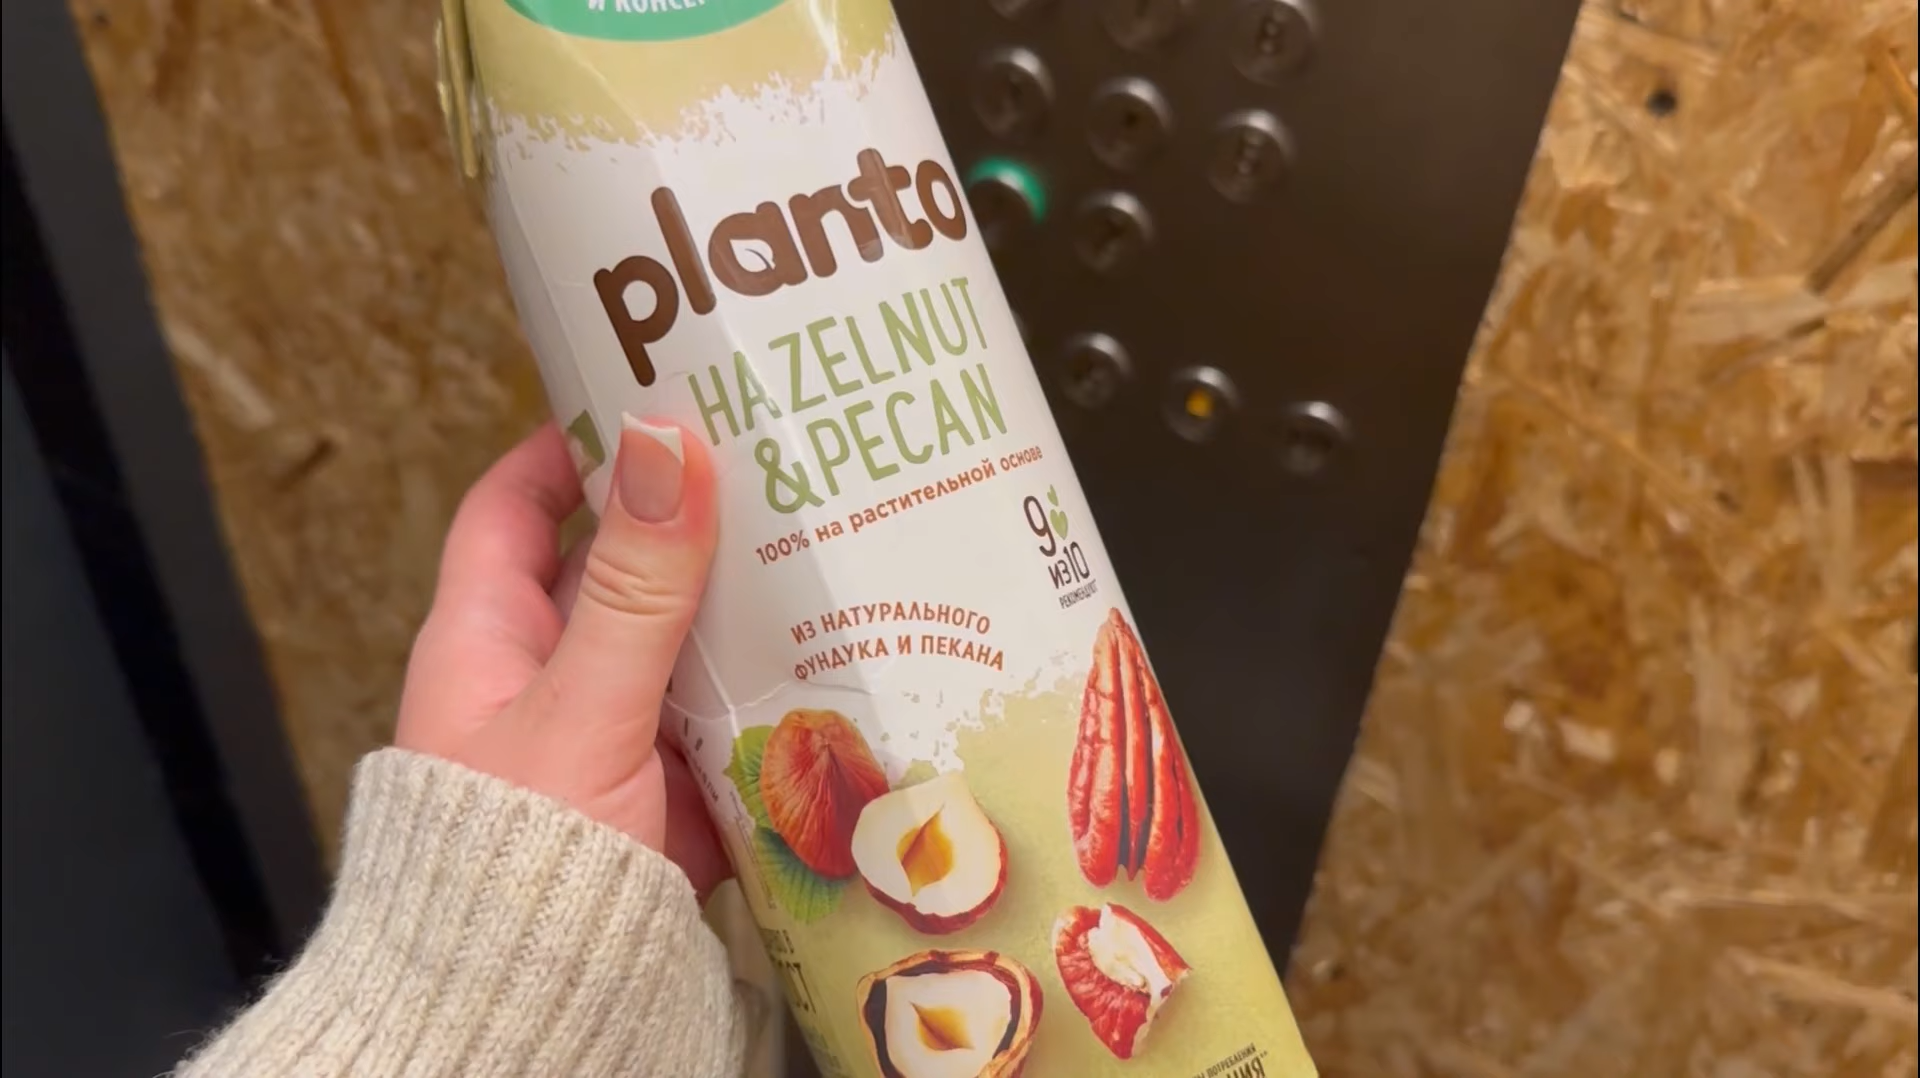 planto
HAZELNUT
&PECAN
100% на растительной основе
9
ИЗ 10
РЕКОМЕНДУЮТ
ИЗ НАТУРАЛЬНОГО
ФУНДУКА И ПЕКАНА